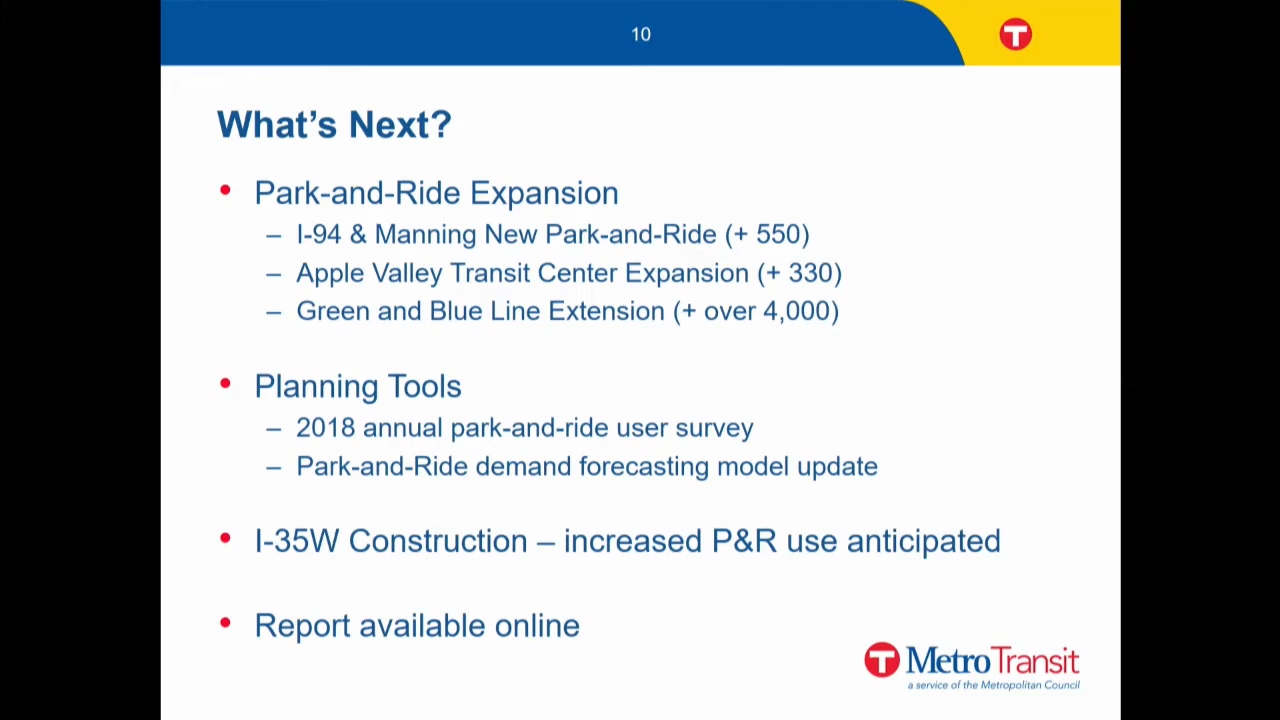 10
T
What's Next?
• Park-and-Ride Expansion
– I-94 & Manning New Park-and-Ride (+ 550)
– Apple Valley Transit Center Expansion (+ 330)
– Green and Blue Line Extension (+ over 4,000)
• Planning Tools
– 2018 annual park-and-ride user survey
– Park-and-Ride demand forecasting model update
• I-35W Construction – increased P&R use anticipated
• Report available online
T MetroTransit
a service of the Metropolitan Council